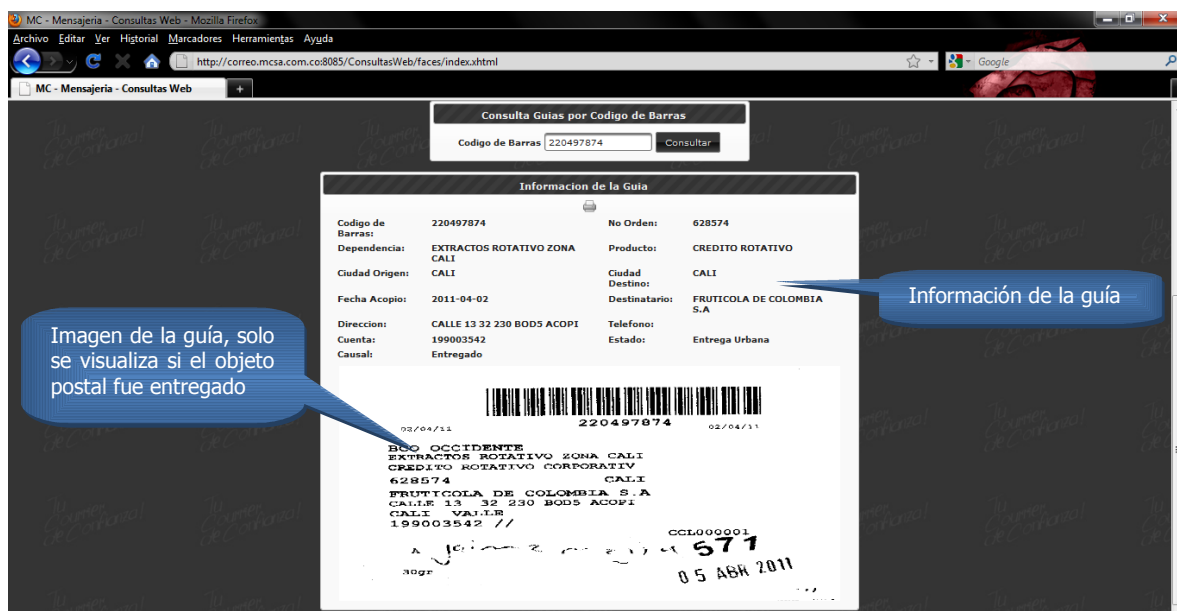 MC - Mensajeria - Consultas Web - Mozilla Firefox
Archivo Editar Ver Historial Marcadores Herramientas Ayuda
http://correo.mcsa.com.co:8085/ConsultasWeb/faces/index.xhtml
Google
MC - Mensajeria - Consultas Web
Consulta Guias por Codigo de Barras
Codigo de Barras 220497874 Consultar
Informacion de la Guia
Codigo de Barras: 220497874 No Orden: 628574
Dependencia: EXTRACTOS ROTATIVO ZONA CALI Producto: CREDITO ROTATIVO
Ciudad Origen: CALI Ciudad Destino: CALI
Fecha Acopio: 2011-04-02 Destinatario: FRUTICOLA DE COLOMBIA S.A
Direccion: CALLE 13 32 230 BOD5 ACOPI Telefono:
Cuenta: 199003542 Estado: Entrega Urbana
Causal: Entregado
Información de la guía
Imagen de la guía, solo
se visualiza si el objeto
postal fue entregado
220497874
02/04/11 02/04/11
BCO OCCIDENTE
EXTRACTOS ROTATIVO ZONA CALI
CREDITO ROTATIVO CORPORATIV
628574 CALI
FRUTICOLA DE COLOMBIA S.A
CALLE 13 32 230 BOD5 ACOPI
CALI VALLE
199003542 //
CCL000001
571
30gr
05 ABR 2011